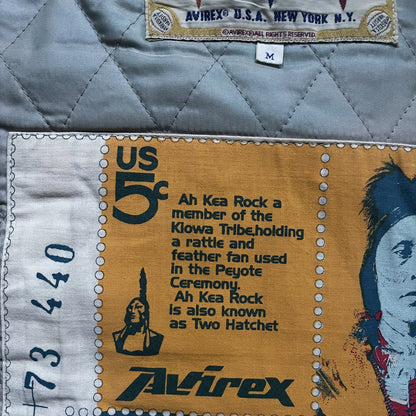 AVIREX U.S.A. NEW YORK N.Y.
©AVIREX ALL RIGHTS RESERVED.
M
US
5c
Ah Kea Rock a
member of the
Kiowa Tribe,holding
a rattle and
feather fan used
in the Peyote
Ceremony.
Ah Kea Rock
is also known
as Two Hatchet
Avirex
73 440